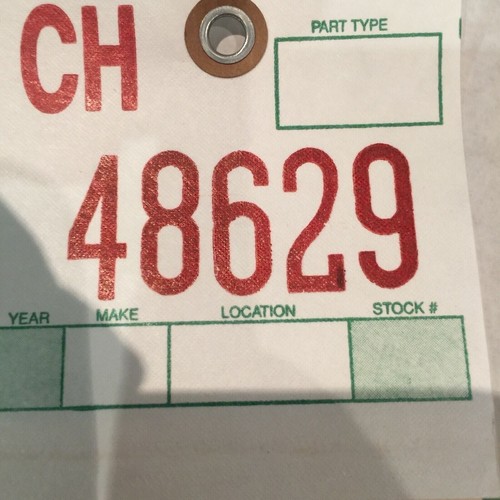 CH
PART TYPE
48629
YEAR MAKE LOCATION STOCK #